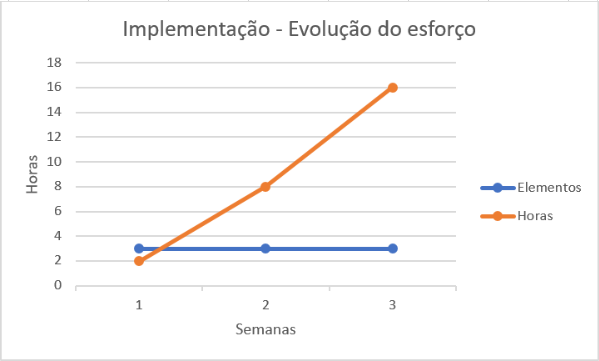 Implementação - Evolução do esforço
18
16
14
12
10
8
6
4
2
0
Horas
1 2 3
Semanas
Elementos
Horas